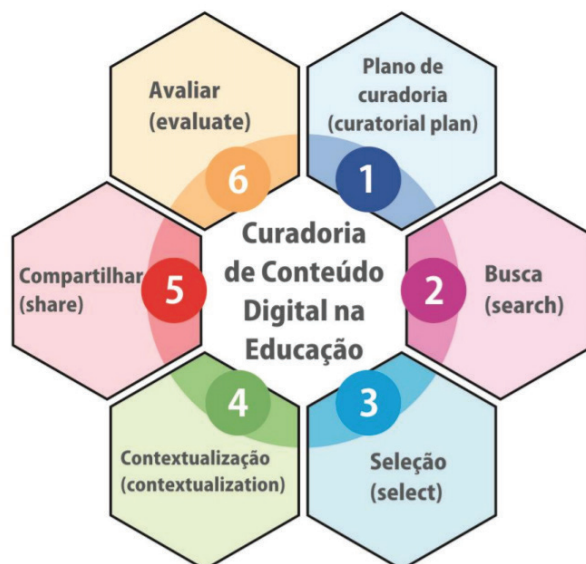 Curadoria
de Conteúdo
Digital na
Educação
1
Plano de
curadoria
(curatorial plan)
2
Busca
(search)
3
Seleção
(select)
4
Contextualização
(contextualization)
5
Compartilhar
(share)
6
Avaliar
(evaluate)